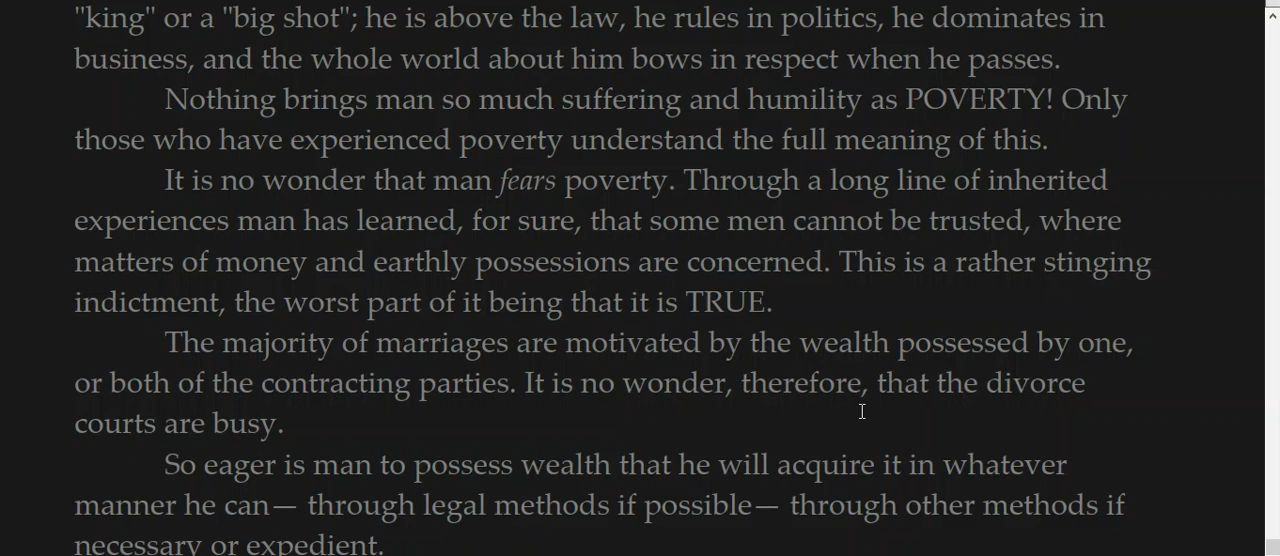 "king" or a "big shot"; he is above the law, he rules in politics, he dominates in
business, and the whole world about him bows in respect when he passes.
Nothing brings man so much suffering and humility as POVERTY! Only
those who have experienced poverty understand the full meaning of this.
It is no wonder that man fears poverty. Through a long line of inherited
experiences man has learned, for sure, that some men cannot be trusted, where
matters of money and earthly possessions are concerned. This is a rather stinging
indictment, the worst part of it being that it is TRUE.
The majority of marriages are motivated by the wealth possessed by one,
or both of the contracting parties. It is no wonder, therefore, that the divorce
courts are busy.
So eager is man to possess wealth that he will acquire it in whatever
manner he can— through legal methods if possible— through other methods if
necessary or expedient.